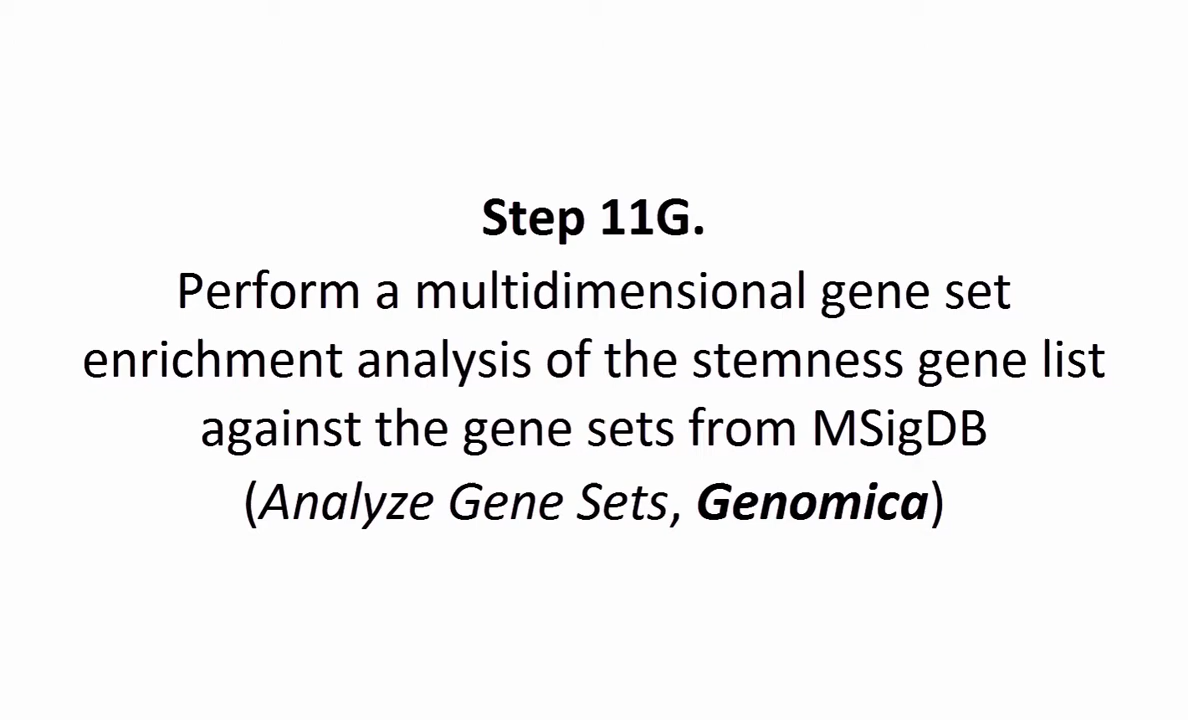 Step 11G.
Perform a multidimensional gene set
enrichment analysis of the stemness gene list
against the gene sets from MSigDB
(Analyze Gene Sets, Genomica)